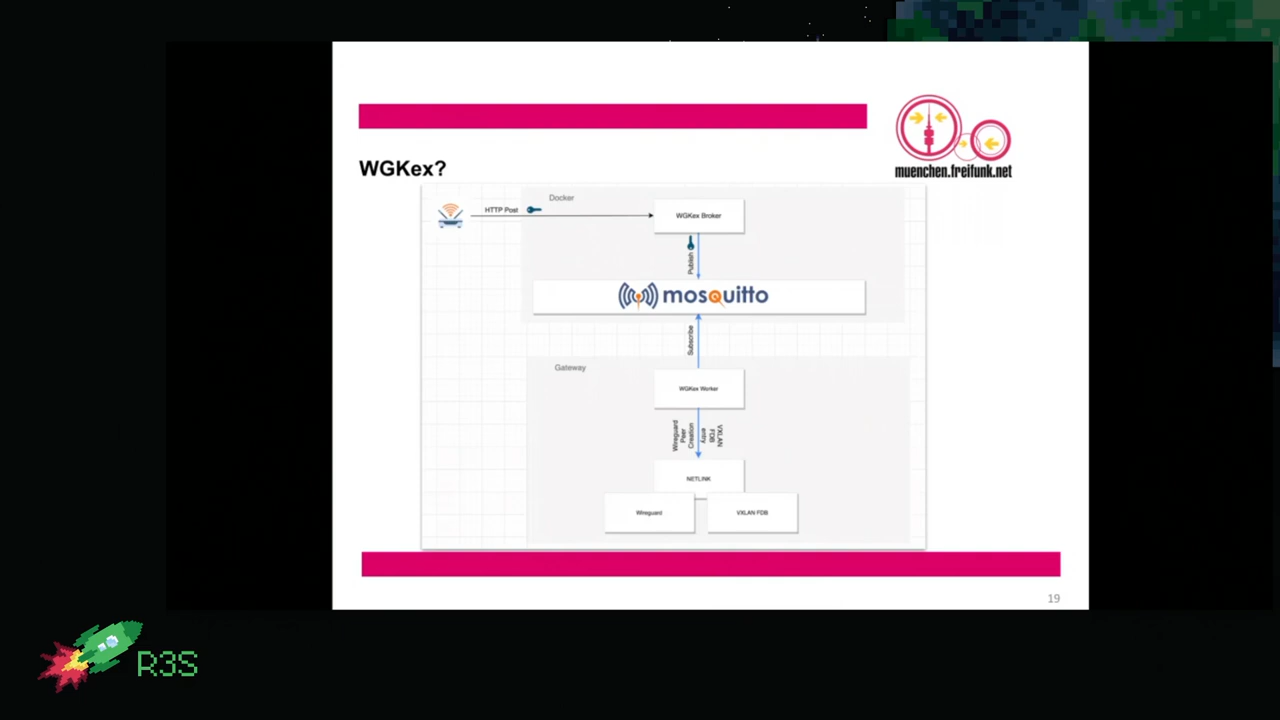 muenchen.freifunk.net
WGKex?
Docker
HTTP Post
WGKex Broker
Publish
mosquitto
Subscribe
Gateway
WGKex Worker
Wireguard
Peer
Creation
VXLAN
FDB
entry
NETLINK
Wireguard
VXLAN FDB
19
R3S